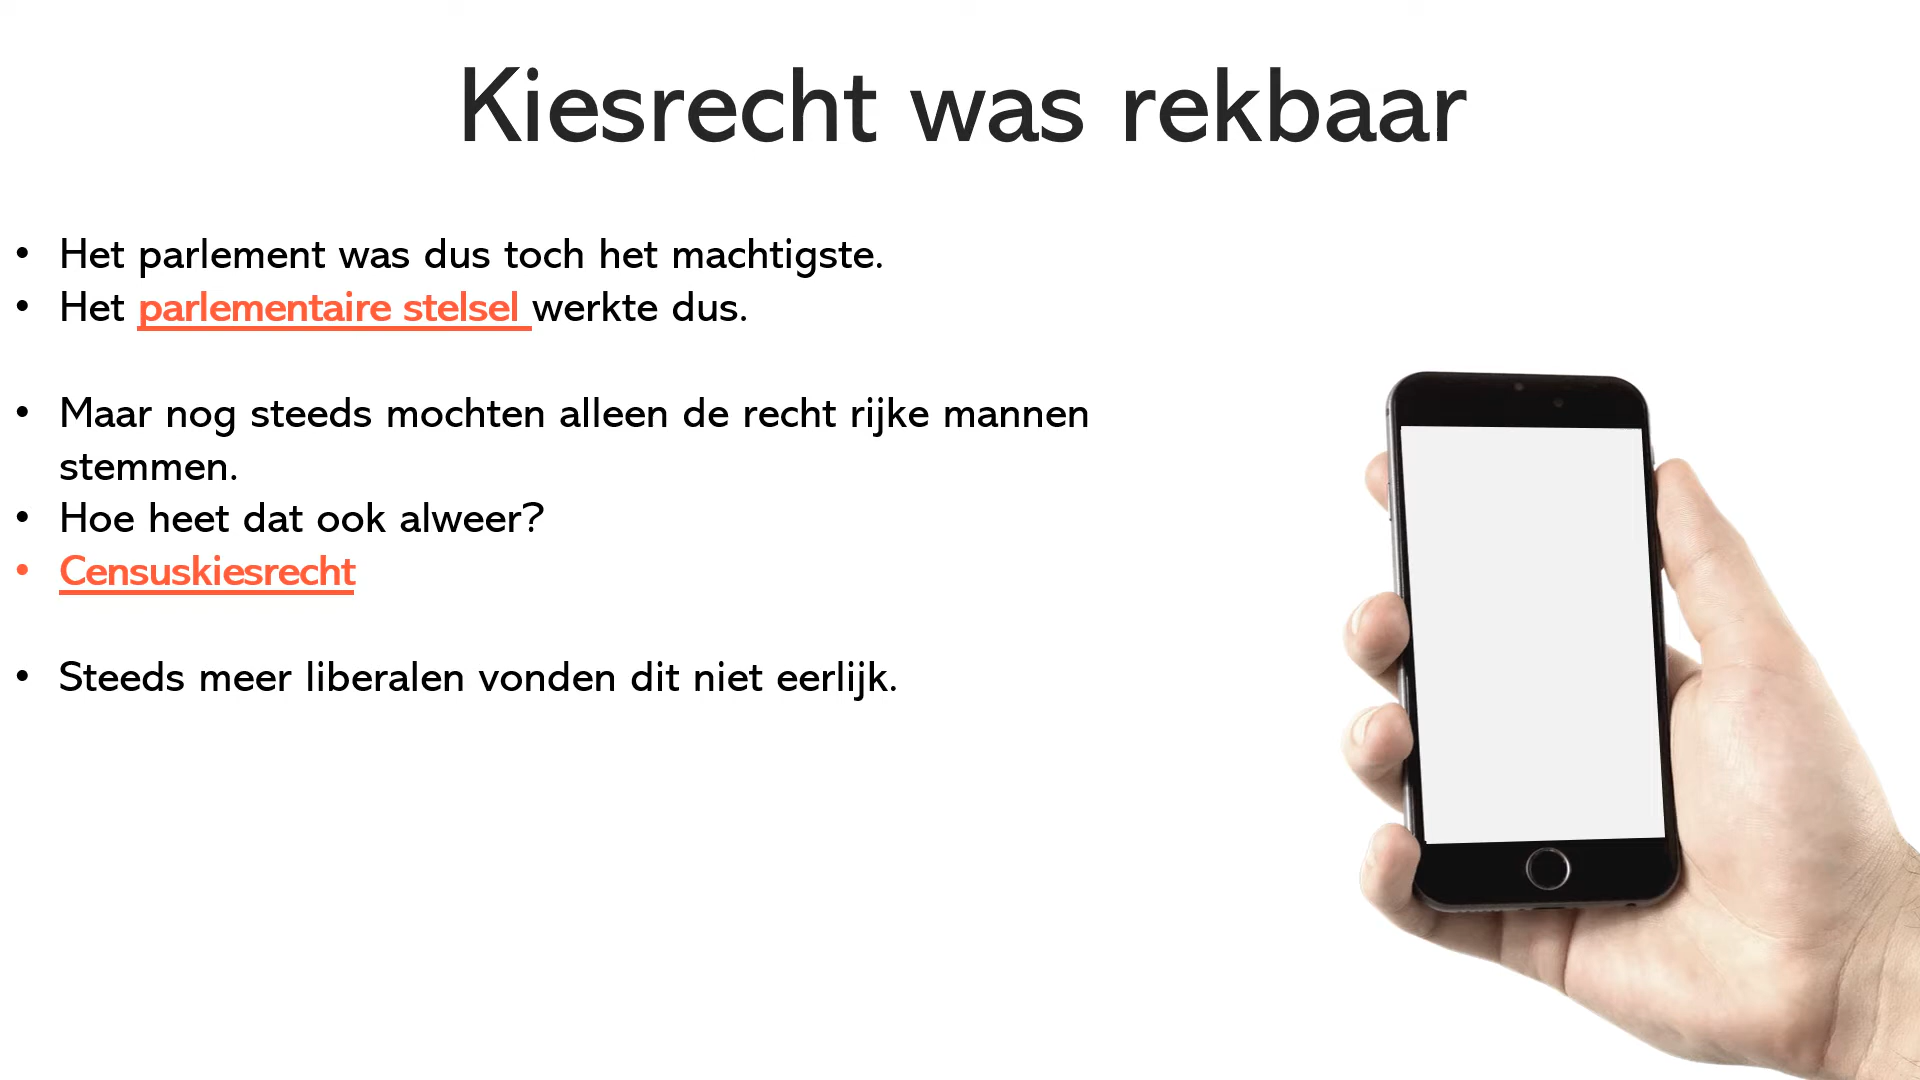 Kiesrecht was rekbaar
• Het parlement was dus toch het machtigste.
• Het parlementaire stelsel werkte dus.
• Maar nog steeds mochten alleen de recht rijke mannen
stemmen.
• Hoe heet dat ook alweer?
• Censuskiesrecht
• Steeds meer liberalen vonden dit niet eerlijk.